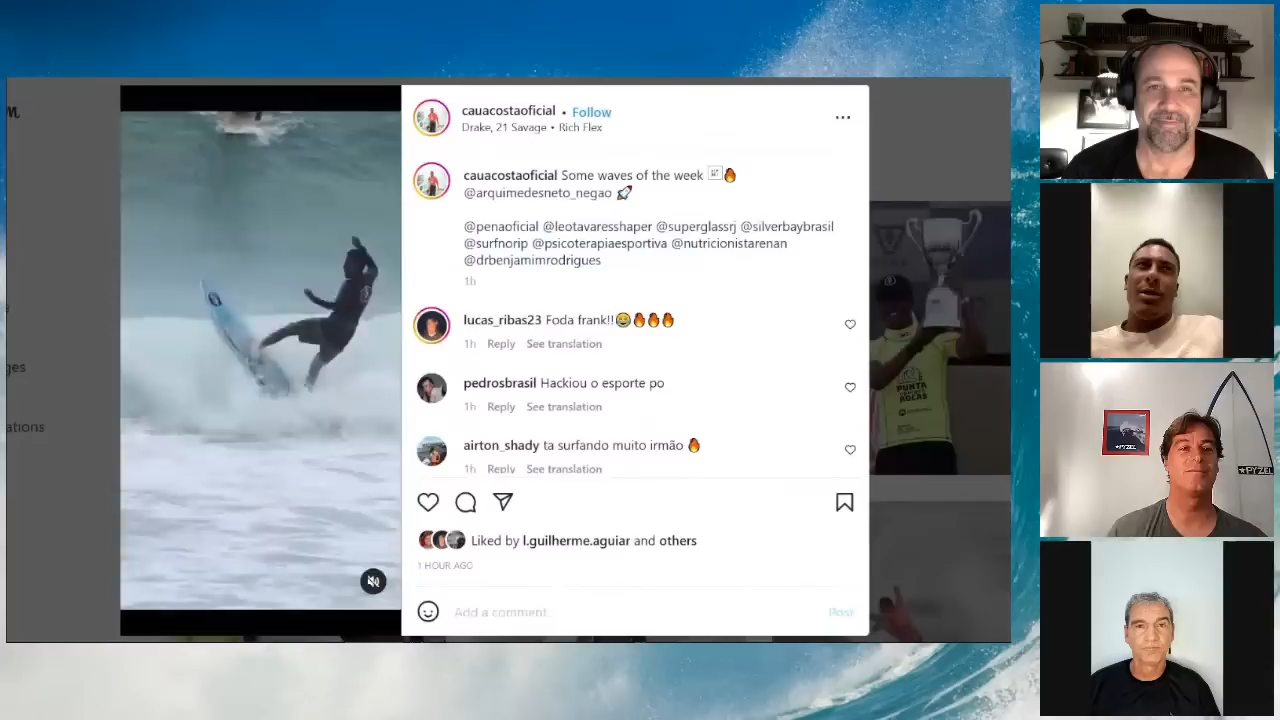 m
cauacostaoficial • Follow
Drake, 21 Savage • Rich Flex
cauacostaoficial Some waves of the week 🔥
@arquimedesneto_negao 🚀
@penaoficial @leotavaresshaper @superglassrj @silverbaybrasil
@surfnorip @psicoterapiaesportiva @nutricionistarenan
@drbenjamimrodrigues
1h
lucas_ribas23 Foda frank!!😂🔥🔥🔥
1h Reply See translation
pedrosbrasil Hackiou o esporte po
1h Reply See translation
airton_shady ta surfando muito irmão 🔥
1h Reply See translation
Liked by l.guilherme.aguiar and others
1 HOUR AGO
Add a comment...
Post
ges
ations
PUNTA
ROCAS
★PYZEL
★PYZEL